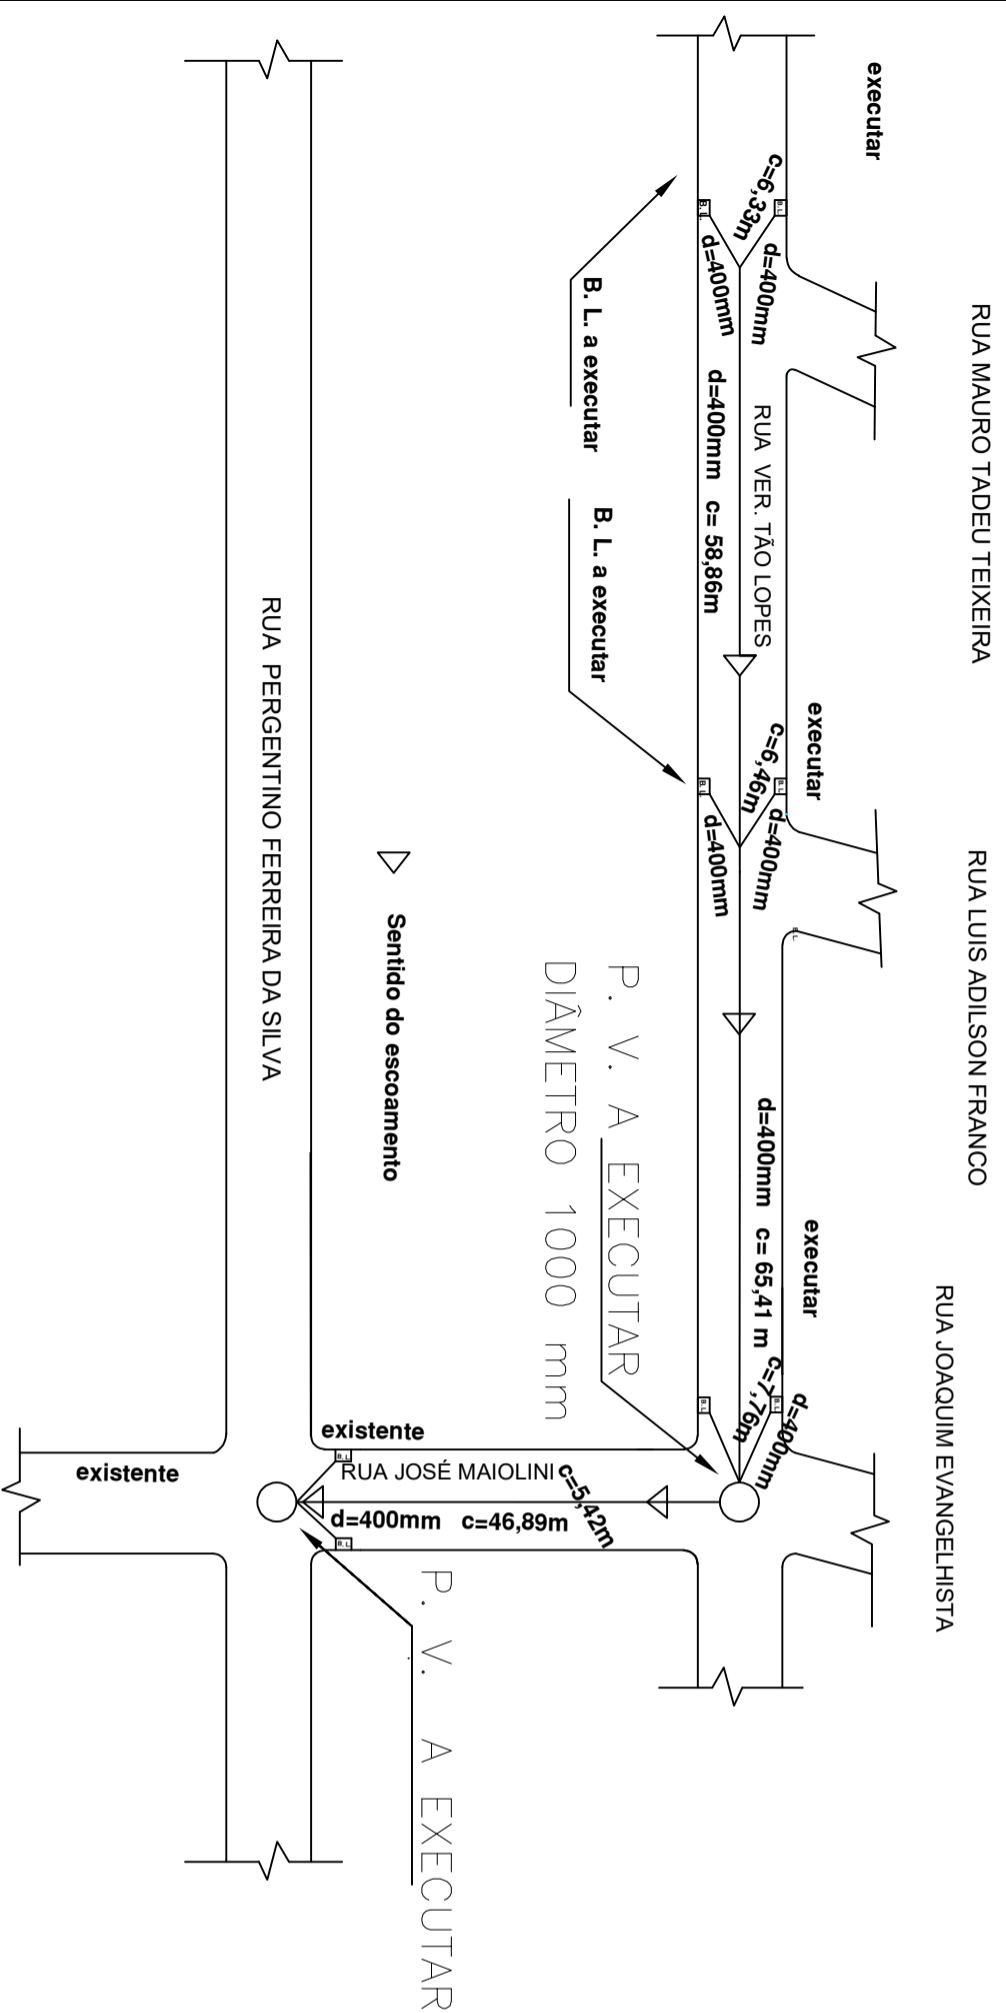 RUA MAURO TADEU TEIXEIRA
RUA LUIS ADILSON FRANCO
RUA JOAQUIM EVANGELHISTA
executar
executar
executar
c=6,33m
B. L.
B. L.
d=400mm
d=400mm
RUA VER. TÃO LOPES
d=400mm c= 58,86m
c=6,46m
B. L.
B. L.
d=400mm
d=400mm
B. L.
d=400mm c= 65,41 m
c=7,76m
d=400mm
B. L.
B. L.
B. L. a executar
B. L. a executar
P. V. A EXECUTAR
DIÂMETRO 1000 mm
Sentido do escoamento
existente
B. L.
RUA JOSÉ MAIOLINI
c=5,42m
d=400mm c=46,89m
B. L.
P. V. A EXECUTAR
RUA PERGENTINO FERREIRA DA SILVA
existente